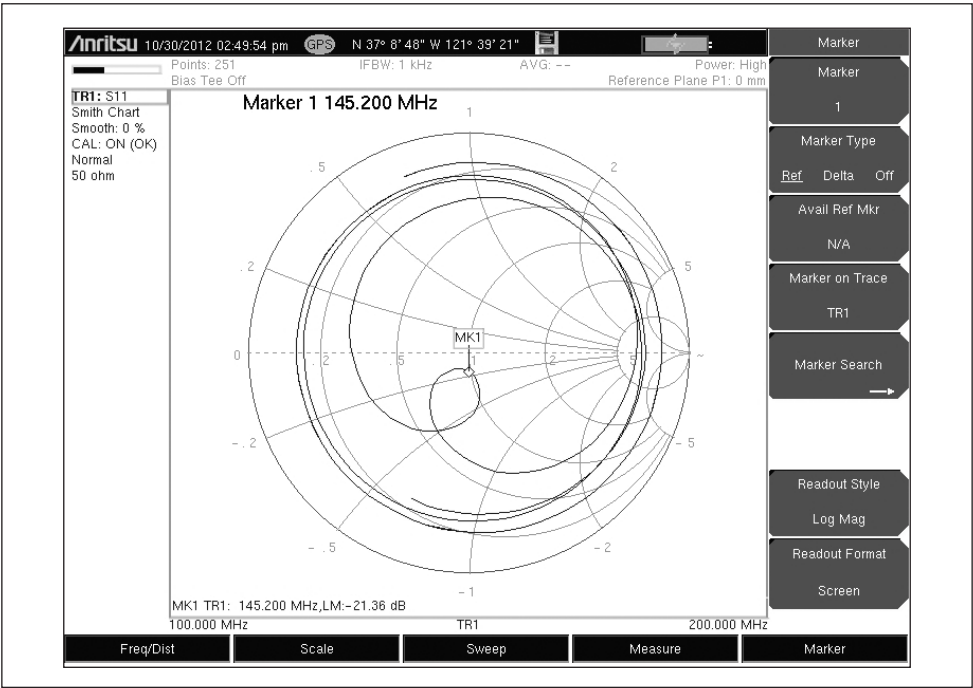 Anritsu 10/30/2012 02:49:54 pm GPS N 37° 8' 48" W 121° 39' 21"
Marker
Points: 251 IFBW: 1 kHz AVG: -- Power: High
Bias Tee Off Reference Plane P1: 0 mm
TR1: S11
Smith Chart
Smooth: 0 %
CAL: ON (OK)
Normal
50 ohm
Marker 1 145.200 MHz
1
.5
2
.2
5
MK1
0
.2
.5
1
2
5
~
-.2
-5
-.5
-2
-1
MK1 TR1: 145.200 MHz,LM:-21.36 dB
100.000 MHz TR1 200.000 MHz
Marker
1
Marker Type
Ref Delta Off
Avail Ref Mkr
N/A
Marker on Trace
TR1
Marker Search
Readout Style
Log Mag
Readout Format
Screen
Freq/Dist Scale Sweep Measure Marker